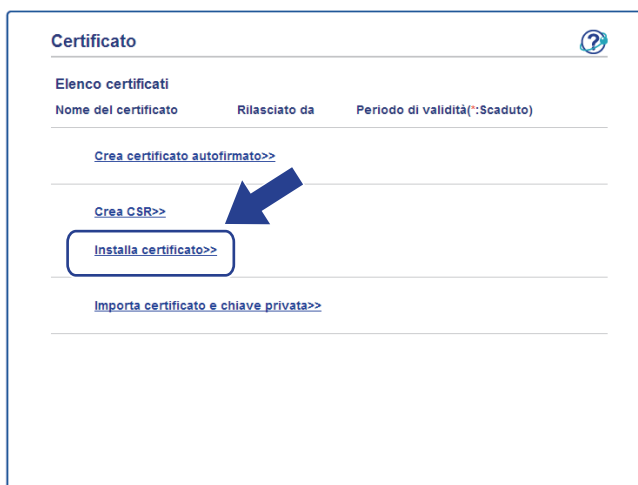 Certificato
?
Elenco certificati
Nome del certificato Rilasciato da Periodo di validità(*:Scaduto)
Crea certificato autofirmato>>
Crea CSR>>
Installa certificato>>
Importa certificato e chiave privata>>